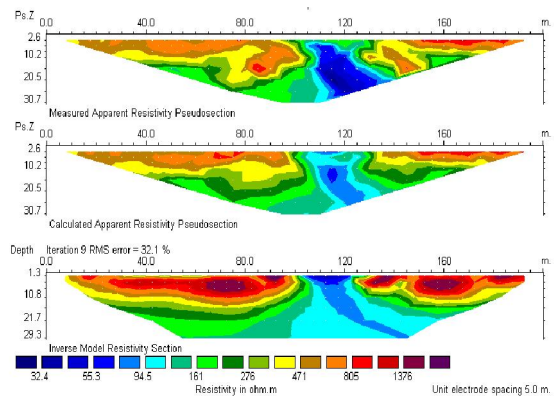 Ps.Z 0.0 40.0 80.0 120 160 m.
2.6
10.2
20.5
30.7
Measured Apparent Resistivity Pseudosection
Ps.Z 0.0 40.0 80.0 120 160 m.
2.6
10.2
20.5
30.7
Calculated Apparent Resistivity Pseudosection
Depth Iteration 9 RMS error = 32.1 %
0.0 40.0 80.0 120 160 m.
1.3
10.8
21.7
29.3
Inverse Model Resistivity Section
32.4 55.3 94.5 161 276 471 805 1376
Resistivity in ohm.m Unit electrode spacing 5.0 m.